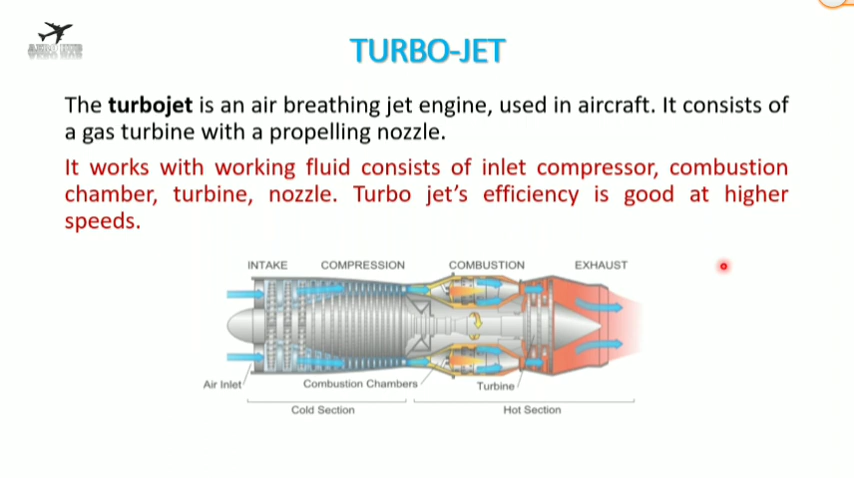 AERO HUB
TURBO-JET
The turbojet is an air breathing jet engine, used in aircraft. It consists of
a gas turbine with a propelling nozzle.
It works with working fluid consists of inlet compressor, combustion
chamber, turbine, nozzle. Turbo jet's efficiency is good at higher
speeds.
INTAKE COMPRESSION COMBUSTION EXHAUST
Air Inlet Combustion Chambers Turbine
Cold Section Hot Section